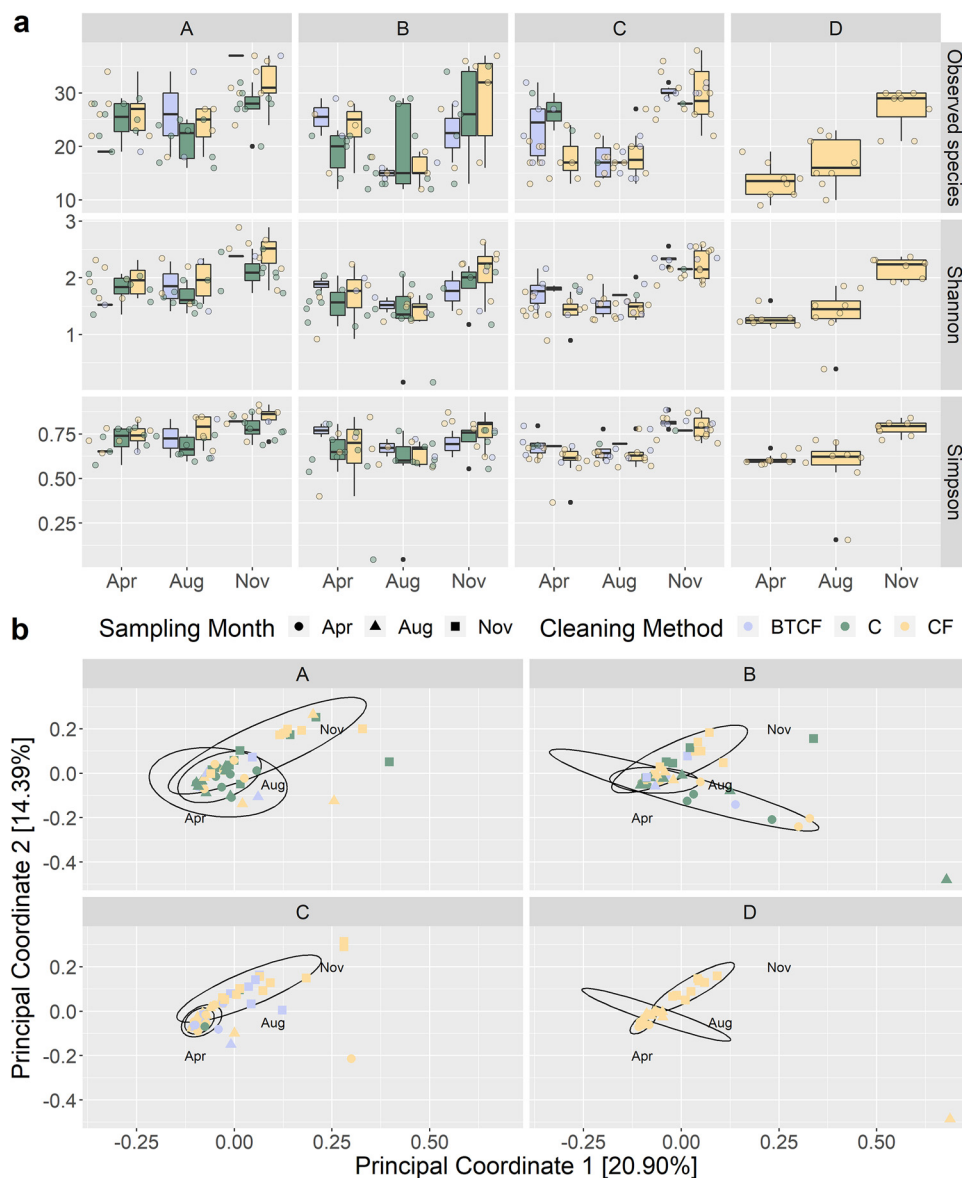 a
A B C D
30
20
10
Observed species
3
2
1
Shannon
0.75
0.50
0.25
Simpson
Apr Aug Nov Apr Aug Nov Apr Aug Nov Apr Aug Nov
b
Sampling Month Apr Aug Nov Cleaning Method BTCF C CF
A B
0.2
0.0
-0.2
-0.4
Nov
Aug
Apr
Nov
Aug
Apr
C D
0.2
0.0
-0.2
-0.4
Nov
Aug
Apr
Nov
Aug
Apr
Principal Coordinate 2 [14.39%]
-0.25 0.00 0.25 0.50 -0.25 0.00 0.25 0.50
Principal Coordinate 1 [20.90%]